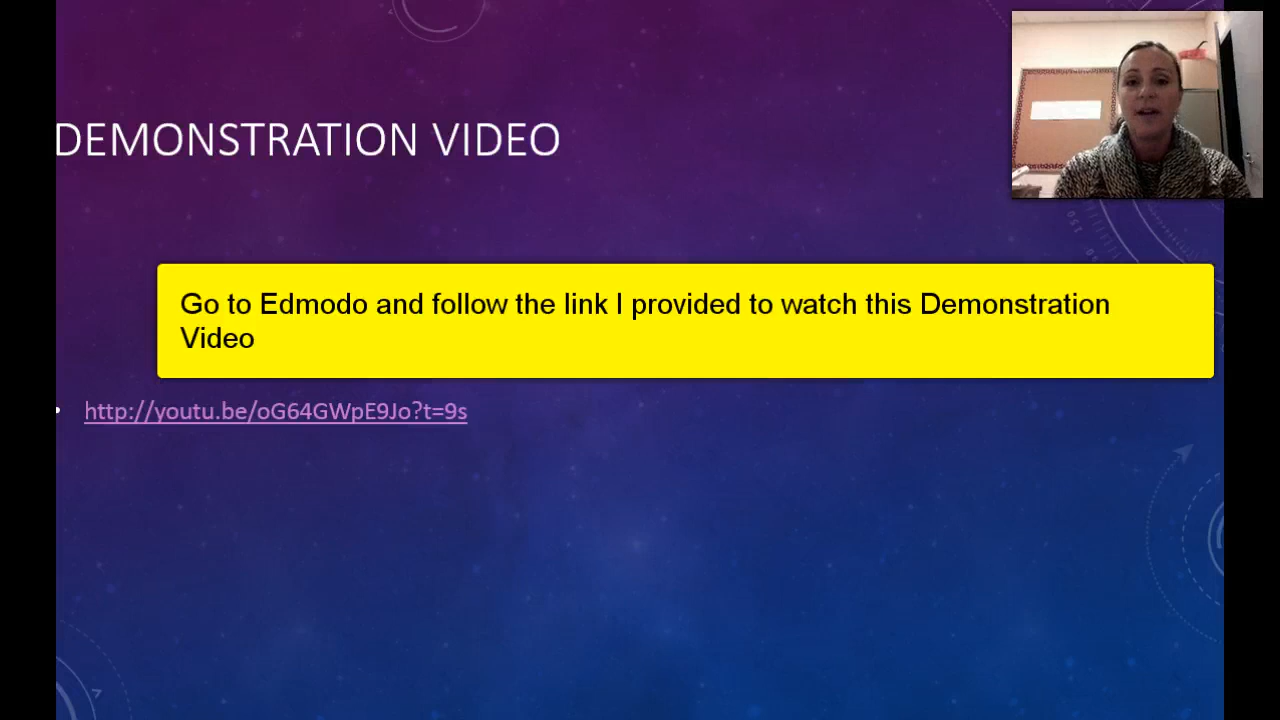 DEMONSTRATION VIDEO
Go to Edmodo and follow the link I provided to watch this Demonstration
Video
• http://youtu.be/oG64GWpE9Jo?t=9s